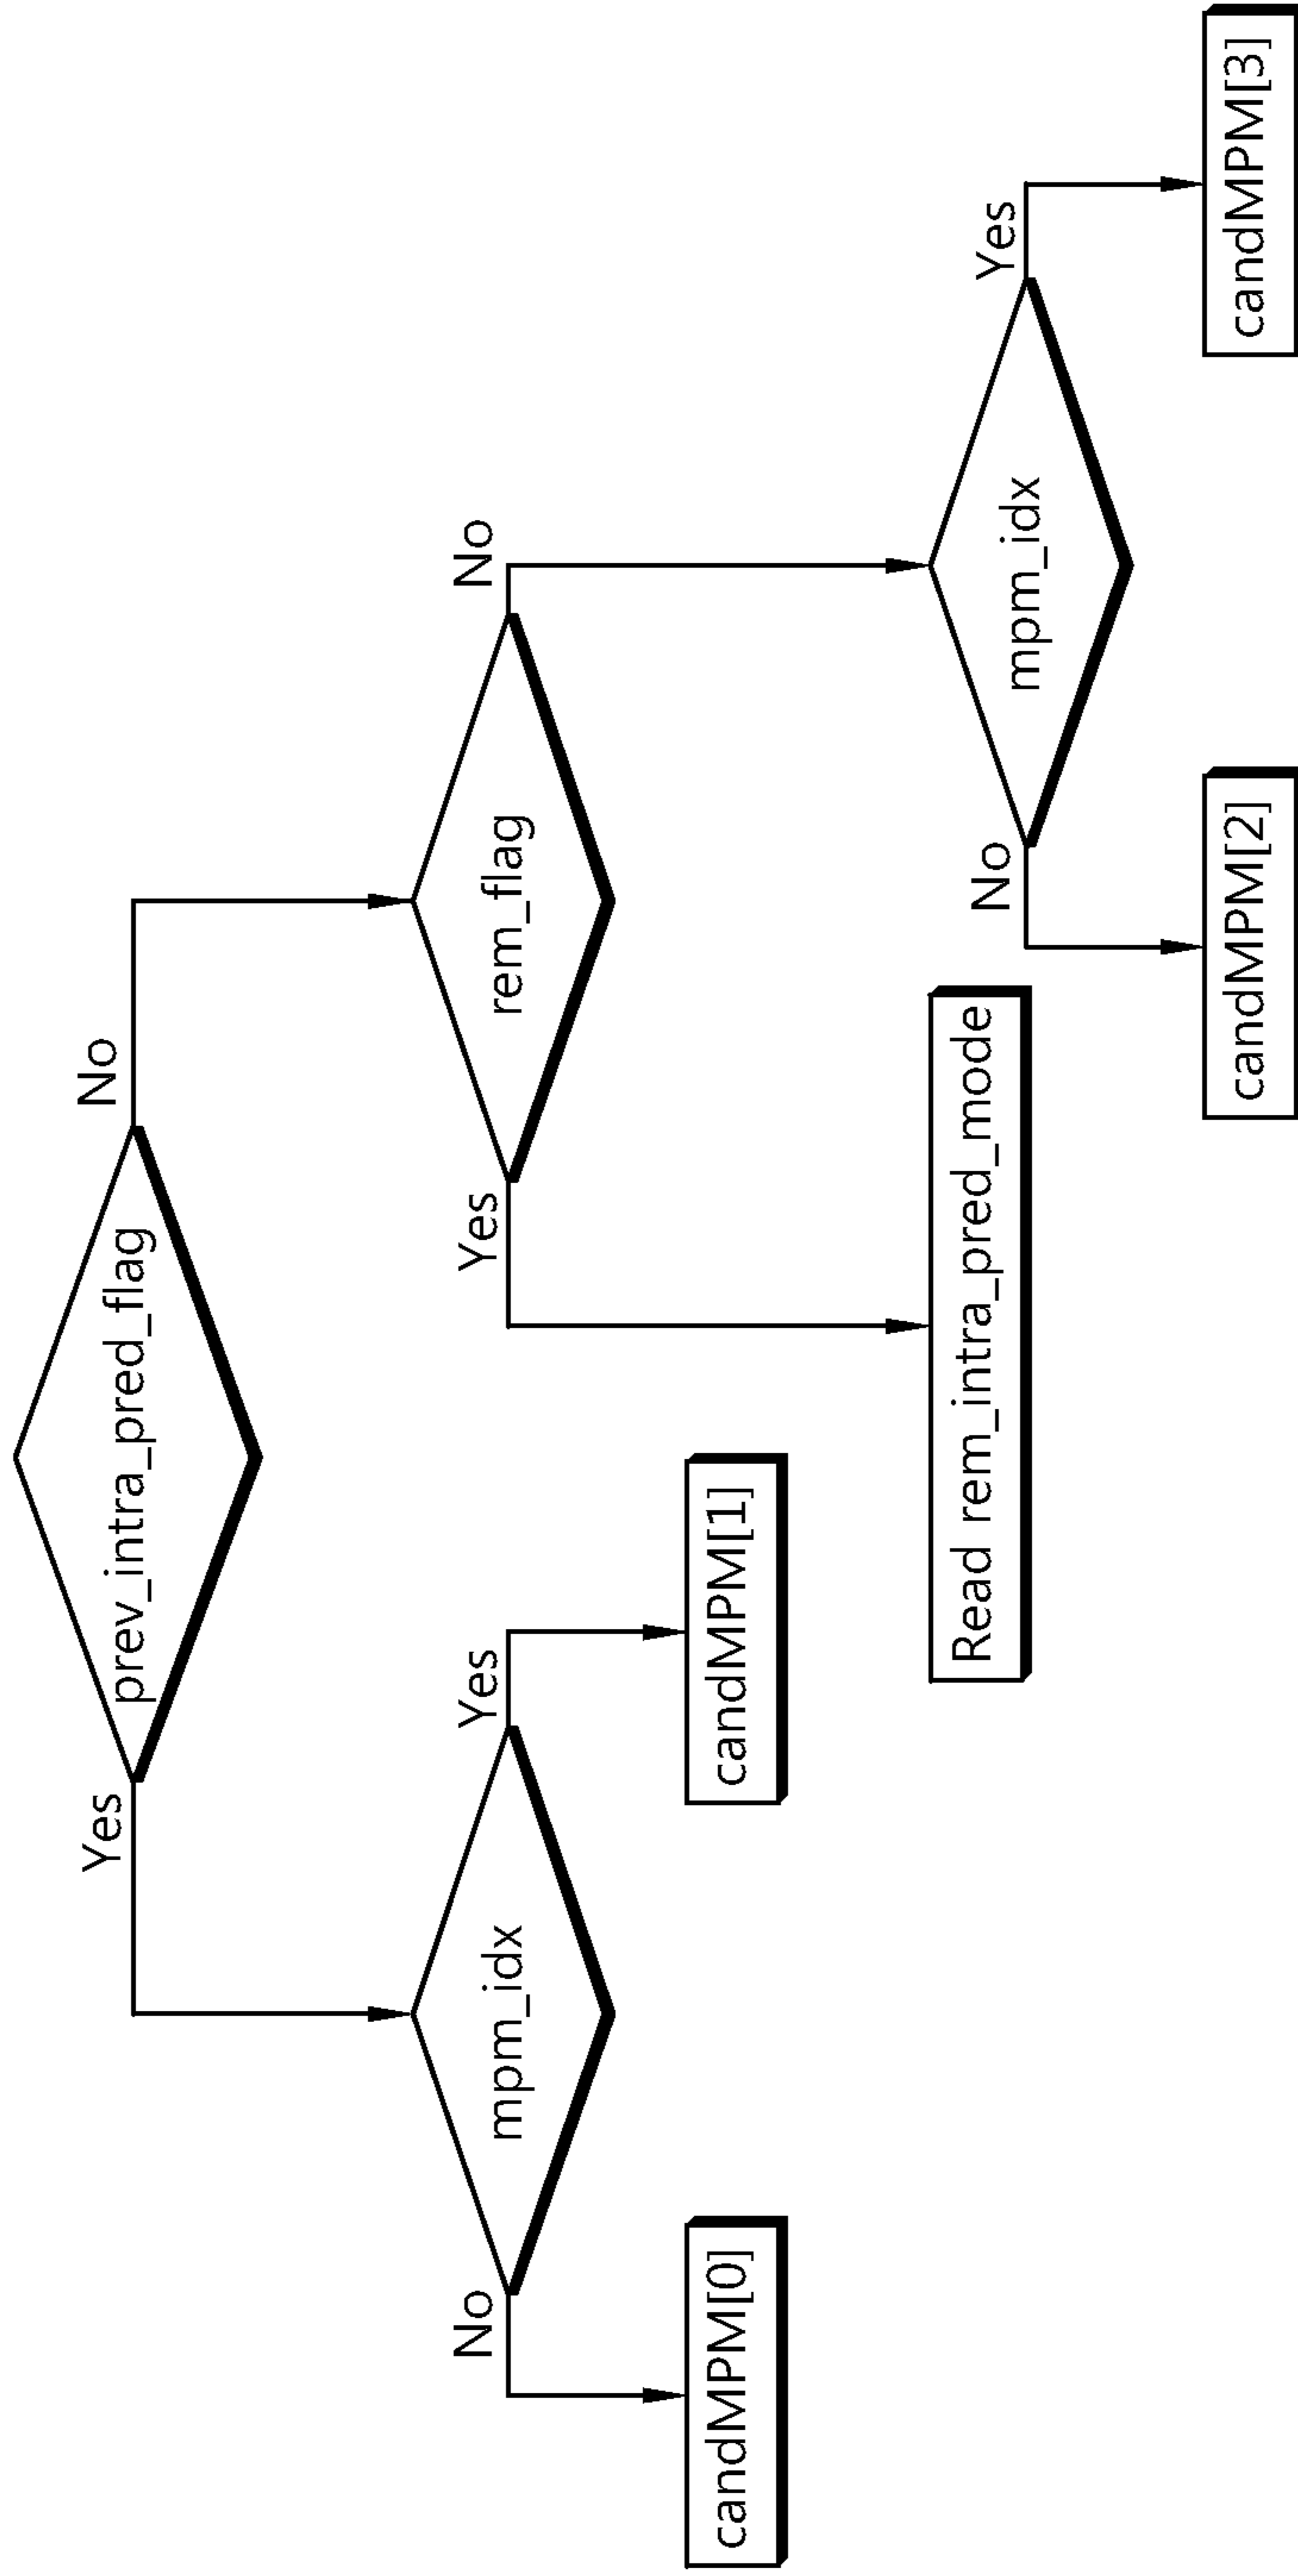 prev_intra_pred_flag
Yes
No
mpm_idx
No
Yes
rem_flag
Yes
No
candMPM[0]
candMPM[1]
Read rem_intra_pred_mode
mpm_idx
No
Yes
candMPM[2]
candMPM[3]